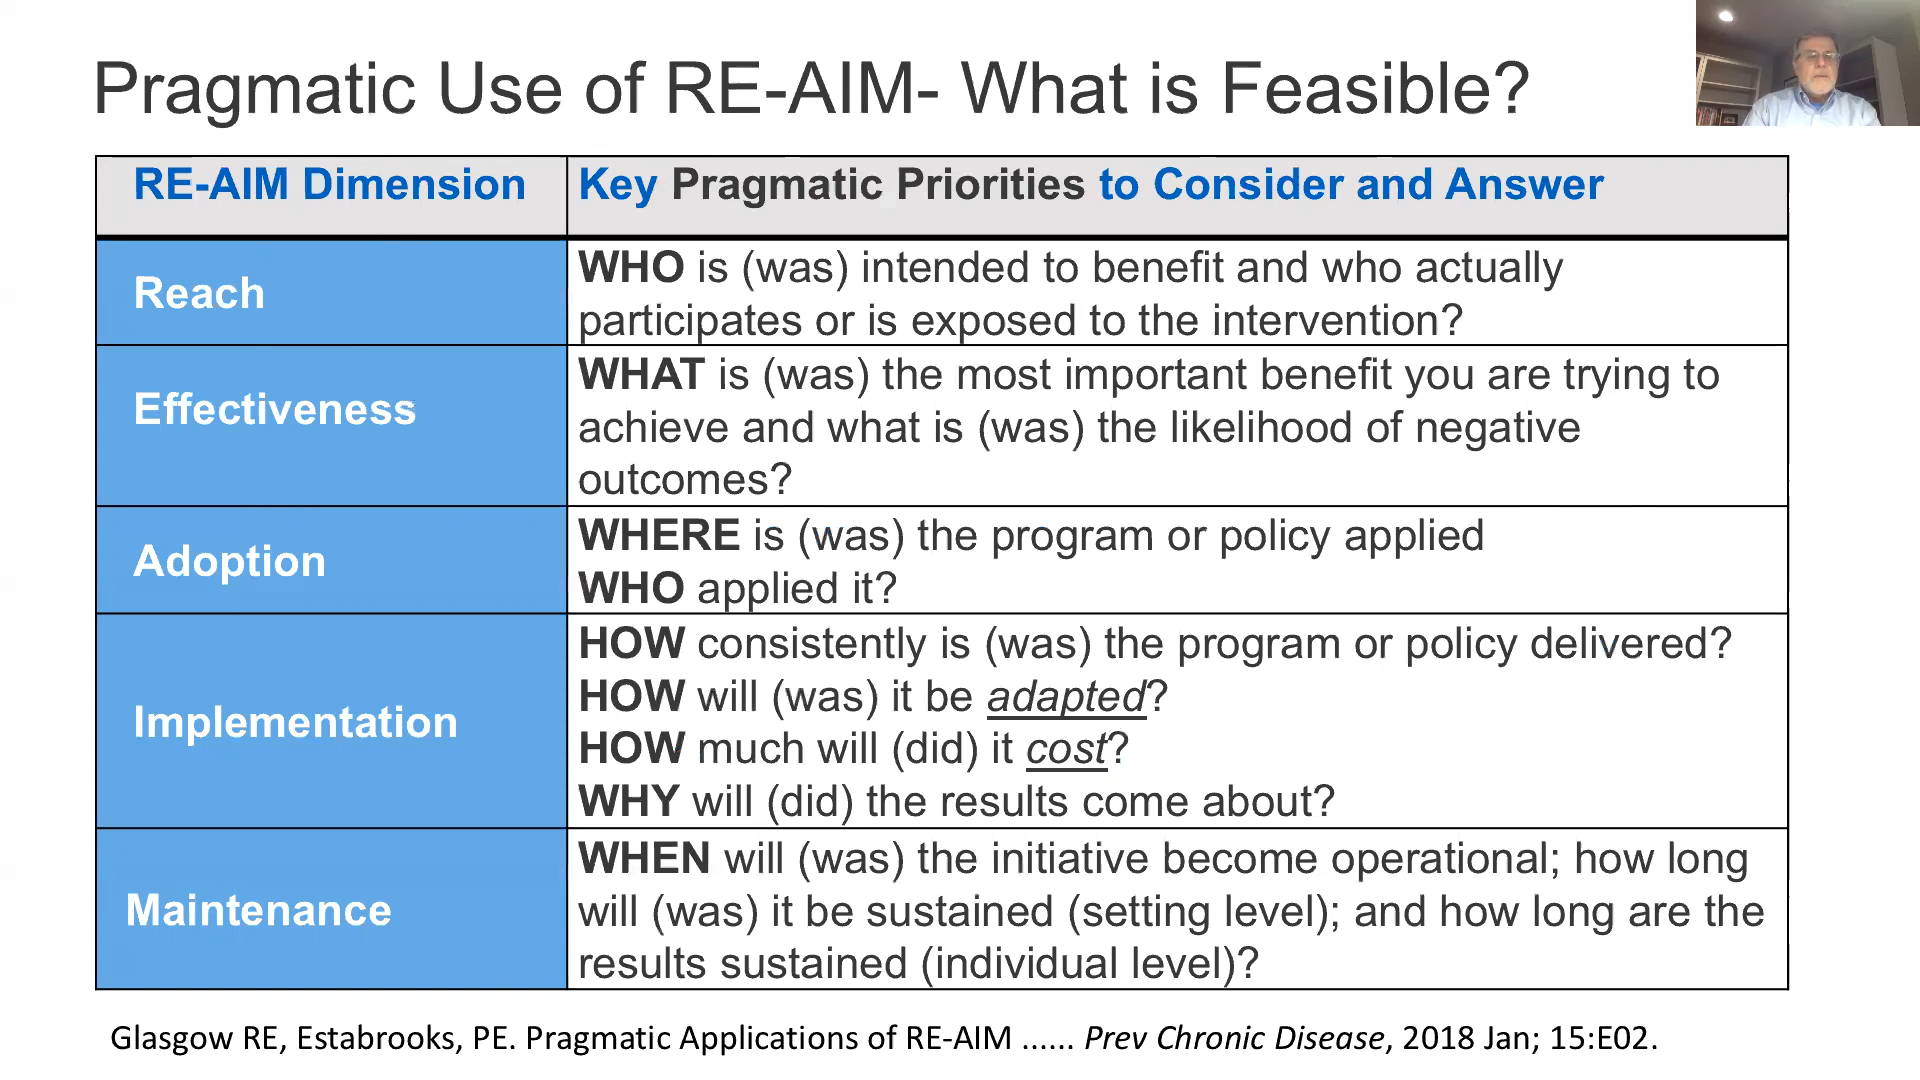 Pragmatic Use of RE-AIM- What is Feasible?
RE-AIM Dimension
Key Pragmatic Priorities to Consider and Answer
Reach
WHO is (was) intended to benefit and who actually
participates or is exposed to the intervention?
Effectiveness
WHAT is (was) the most important benefit you are trying to
achieve and what is (was) the likelihood of negative
outcomes?
Adoption
WHERE is (was) the program or policy applied
WHO applied it?
Implementation
HOW consistently is (was) the program or policy delivered?
HOW will (was) it be adapted?
HOW much will (did) it cost?
WHY will (did) the results come about?
Maintenance
WHEN will (was) the initiative become operational; how long
will (was) it be sustained (setting level); and how long are the
results sustained (individual level)?
Glasgow RE, Estabrooks, PE. Pragmatic Applications of RE-AIM ...... Prev Chronic Disease, 2018 Jan; 15:E02.